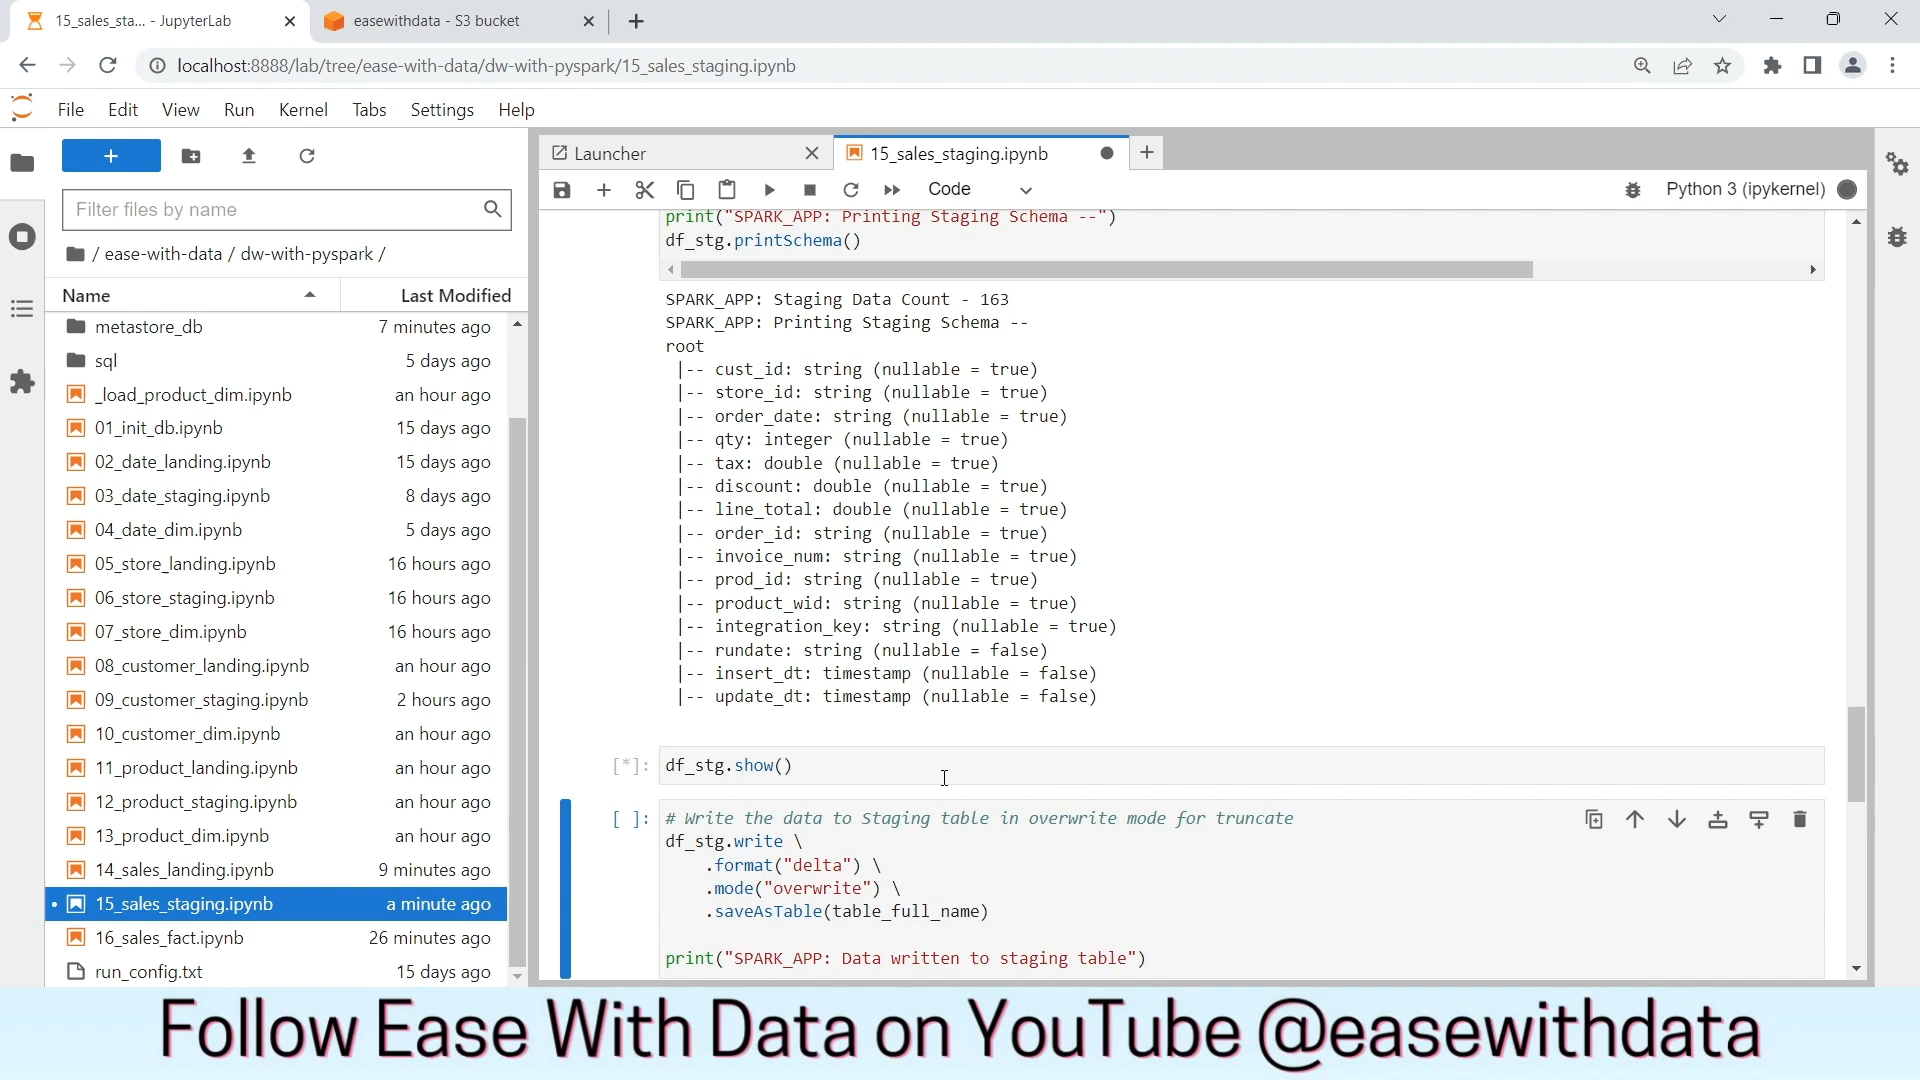 15_sales_sta... - JupyterLab
easewithdata - S3 bucket
localhost:8888/lab/tree/ease-with-data/dw-with-pyspark/15_sales_staging.ipynb
File Edit View Run Kernel Tabs Settings Help
Filter files by name
/ ease-with-data / dw-with-pyspark /
Name Last Modified
metastore_db 7 minutes ago
sql 5 days ago
_load_product_dim.ipynb an hour ago
01_init_db.ipynb 15 days ago
02_date_landing.ipynb 15 days ago
03_date_staging.ipynb 8 days ago
04_date_dim.ipynb 5 days ago
05_store_landing.ipynb 16 hours ago
06_store_staging.ipynb 16 hours ago
07_store_dim.ipynb 16 hours ago
08_customer_landing.ipynb an hour ago
09_customer_staging.ipynb 2 hours ago
10_customer_dim.ipynb an hour ago
11_product_landing.ipynb an hour ago
12_product_staging.ipynb an hour ago
13_product_dim.ipynb an hour ago
14_sales_landing.ipynb 9 minutes ago
15_sales_staging.ipynb a minute ago
16_sales_fact.ipynb 26 minutes ago
run_config.txt 15 days ago
Launcher
15_sales_staging.ipynb
Code
Python 3 (ipykernel)
print("SPARK_APP: Printing Staging Schema --")
df_stg.printSchema()
SPARK_APP: Staging Data Count - 163
SPARK_APP: Printing Staging Schema --
root
|-- cust_id: string (nullable = true)
|-- store_id: string (nullable = true)
|-- order_date: string (nullable = true)
|-- qty: integer (nullable = true)
|-- tax: double (nullable = true)
|-- discount: double (nullable = true)
|-- line_total: double (nullable = true)
|-- order_id: string (nullable = true)
|-- invoice_num: string (nullable = true)
|-- prod_id: string (nullable = true)
|-- product_wid: string (nullable = true)
|-- integration_key: string (nullable = true)
|-- rundate: string (nullable = false)
|-- insert_dt: timestamp (nullable = false)
|-- update_dt: timestamp (nullable = false)
[*]: df_stg.show()
[ ]: # Write the data to Staging table in overwrite mode for truncate
df_stg.write \
.format("delta") \
.mode("overwrite") \
.saveAsTable(table_full_name)
print("SPARK_APP: Data written to staging table")
Follow Ease With Data on YouTube @easewithdata